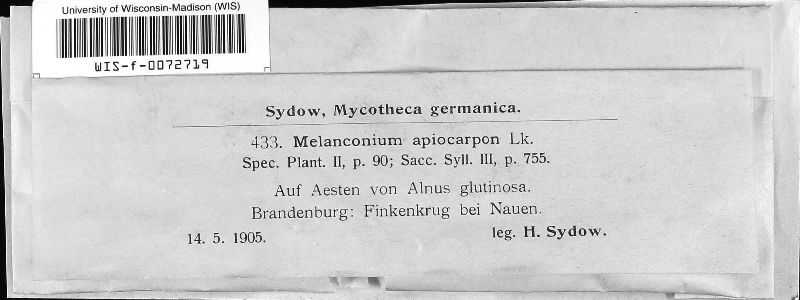 University of Wisconsin-Madison (WIS)
WIS-f-0072719
Sydow, Mycotheca germanica.
433. Melanconium apiocarpon Lk.
Spec. Plant. II, p. 90; Sacc. Syll. III, p. 755.
Auf Aesten von Alnus glutinosa.
Brandenburg: Finkenkrug bei Nauen.
14. 5. 1905. leg. H. Sydow.